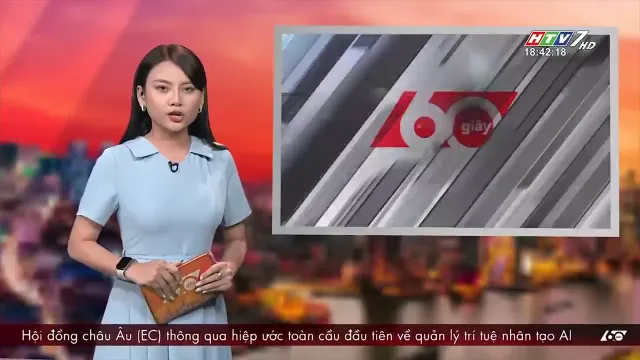 HTV7 HD
18:42:18
60 giây
Hội đồng châu Âu (EC) thông qua hiệp ước toàn cầu đầu tiên về quản lý trí tuệ nhân tạo AI
60